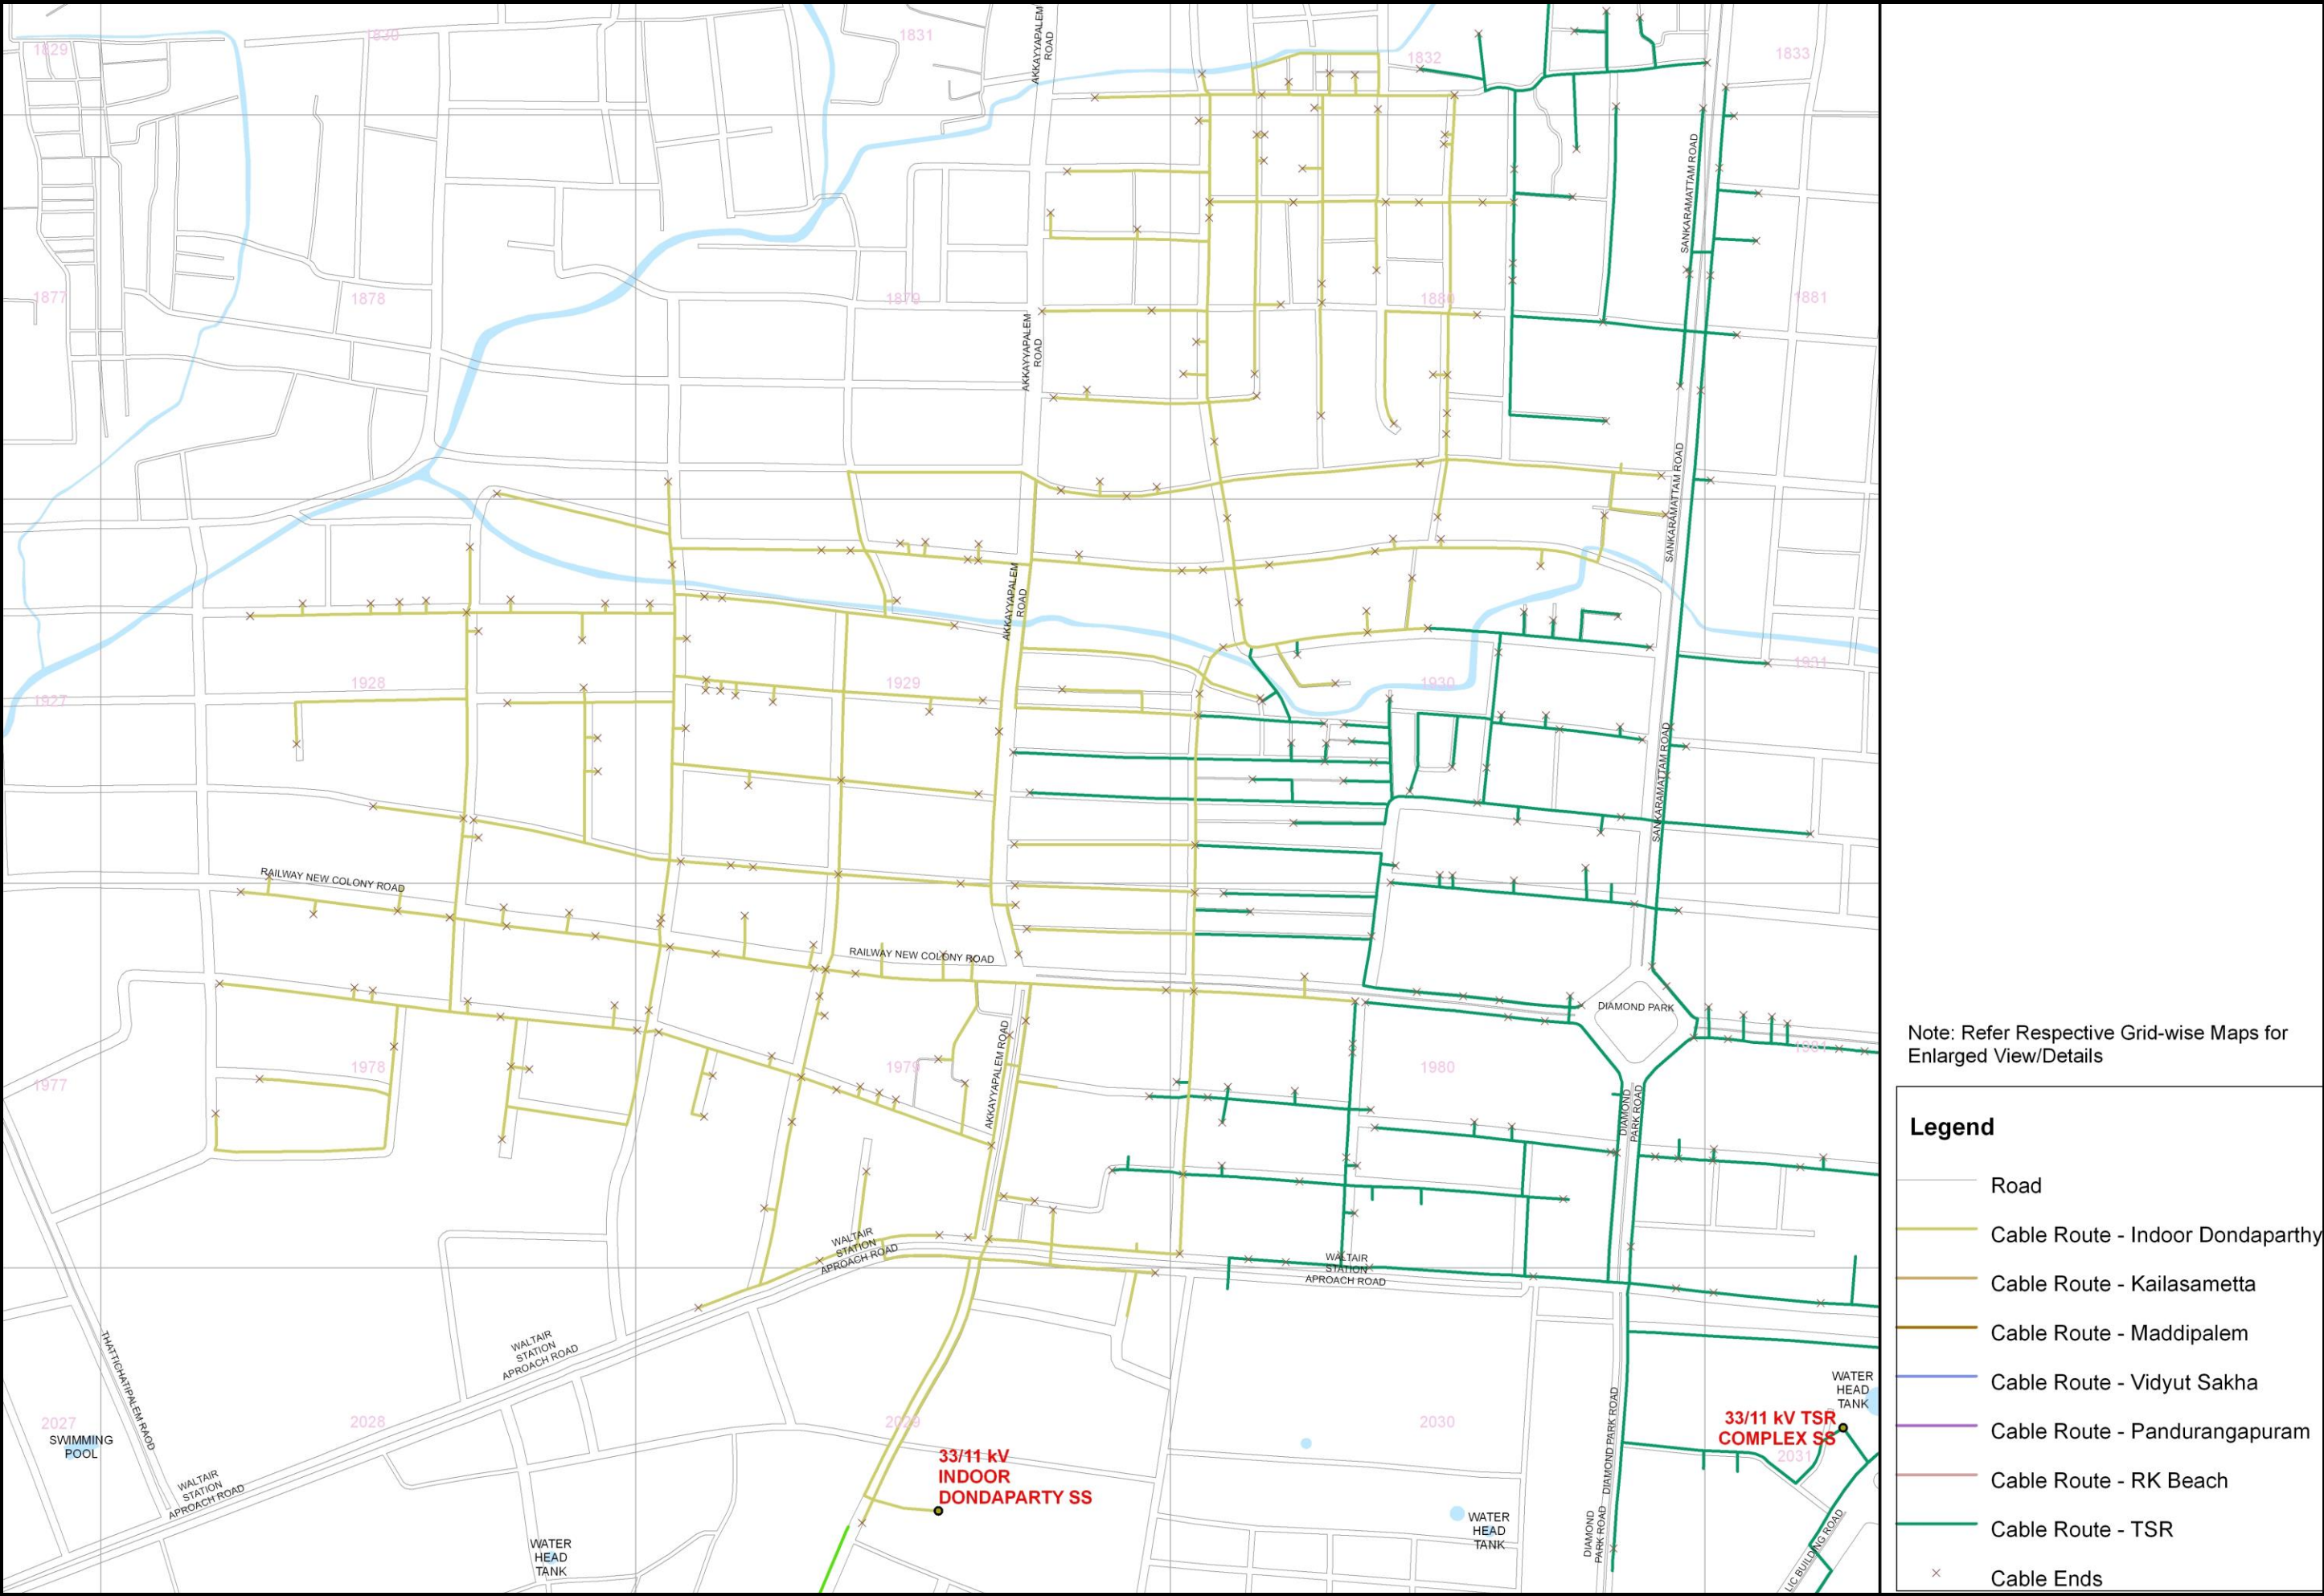 1829
1830
1831
1832
1833
AKKAYYAPALEM
ROAD
SANKARAMATTAM ROAD
1877
1878
1879
1880
1881
AKKAYYAPALEM
ROAD
SANKARAMATTAM ROAD
AKKAYYAPALEM
ROAD
1927
1928
1929
1930
1931
SANKARAMATTAM ROAD
RAILWAY NEW COLONY ROAD
RAILWAY NEW COLONY ROAD
DIAMOND PARK
1977
1978
1979
1980
1981
AKKAYYAPALEM ROAD
DIAMOND
PARK ROAD
WALTAIR
STATION
APROACH ROAD
WALTAIR
STATION
APROACH ROAD
THATTICHATIPALEM RAOD
WALTAIR
STATION
APROACH ROAD
2027
2028
2029
2030
2031
SWIMMING
POOL
WALTAIR
STATION
APROACH ROAD
33/11 kV
INDOOR
DONDAPARTY SS
WATER
HEAD
TANK
WATER
HEAD
TANK
DIAMOND PARK ROAD
DIAMOND
PARK ROAD
WATER
HEAD
TANK
33/11 kV TSR
COMPLEX SS
LIC BUILDING ROAD
Note: Refer Respective Grid-wise Maps for
Enlarged View/Details
Legend
Road
Cable Route - Indoor Dondaparthy
Cable Route - Kailasametta
Cable Route - Maddipalem
Cable Route - Vidyut Sakha
Cable Route - Pandurangapuram
Cable Route - RK Beach
Cable Route - TSR
Cable Ends